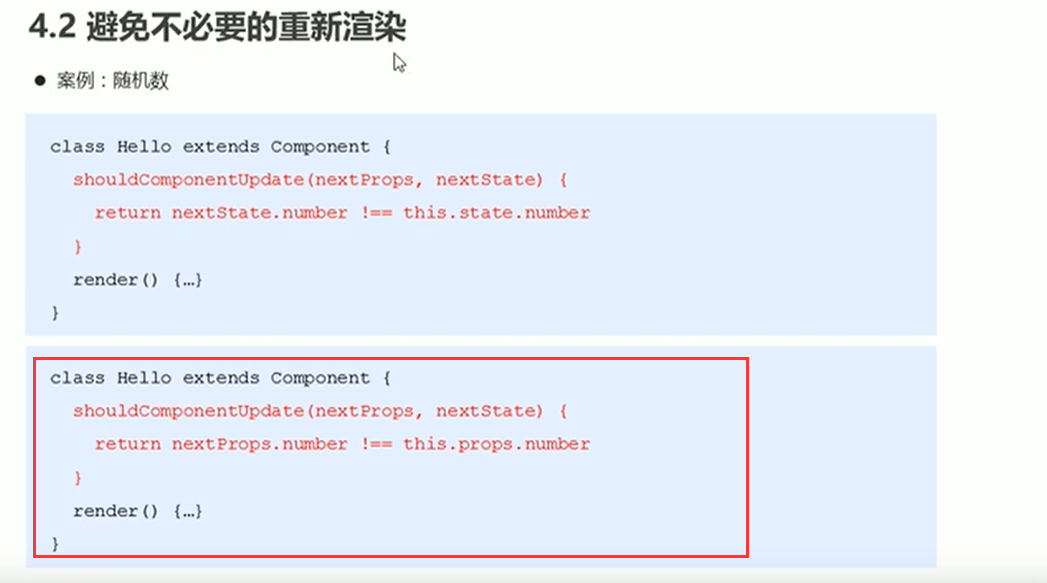 4.2 避免不必要的重新渲染
● 案例：随机数
class Hello extends Component {
shouldComponentUpdate(nextProps, nextState) {
return nextState.number !== this.state.number
}
render() {…}
}
class Hello extends Component {
shouldComponentUpdate(nextProps, nextState) {
return nextProps.number !== this.props.number
}
render() {…}
}